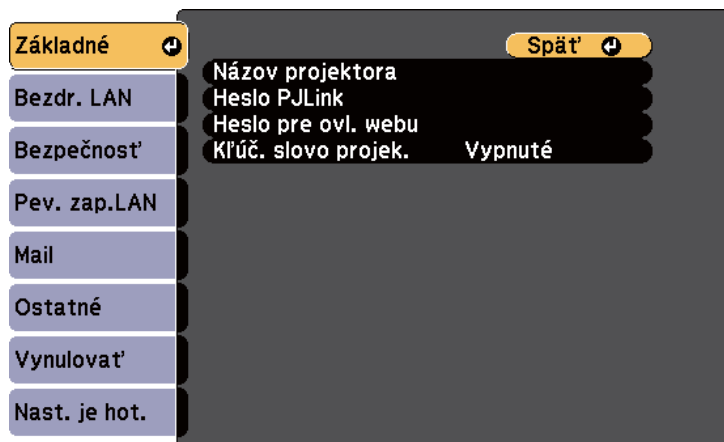 Základné
Bezdr. LAN
Bezpečnosť
Pev. zap.LAN
Mail
Ostatné
Vynulovať
Nast. je hot.
Späť
Názov projektora
Heslo PJLink
Heslo pre ovl. webu
Kľúč. slovo projek. Vypnuté